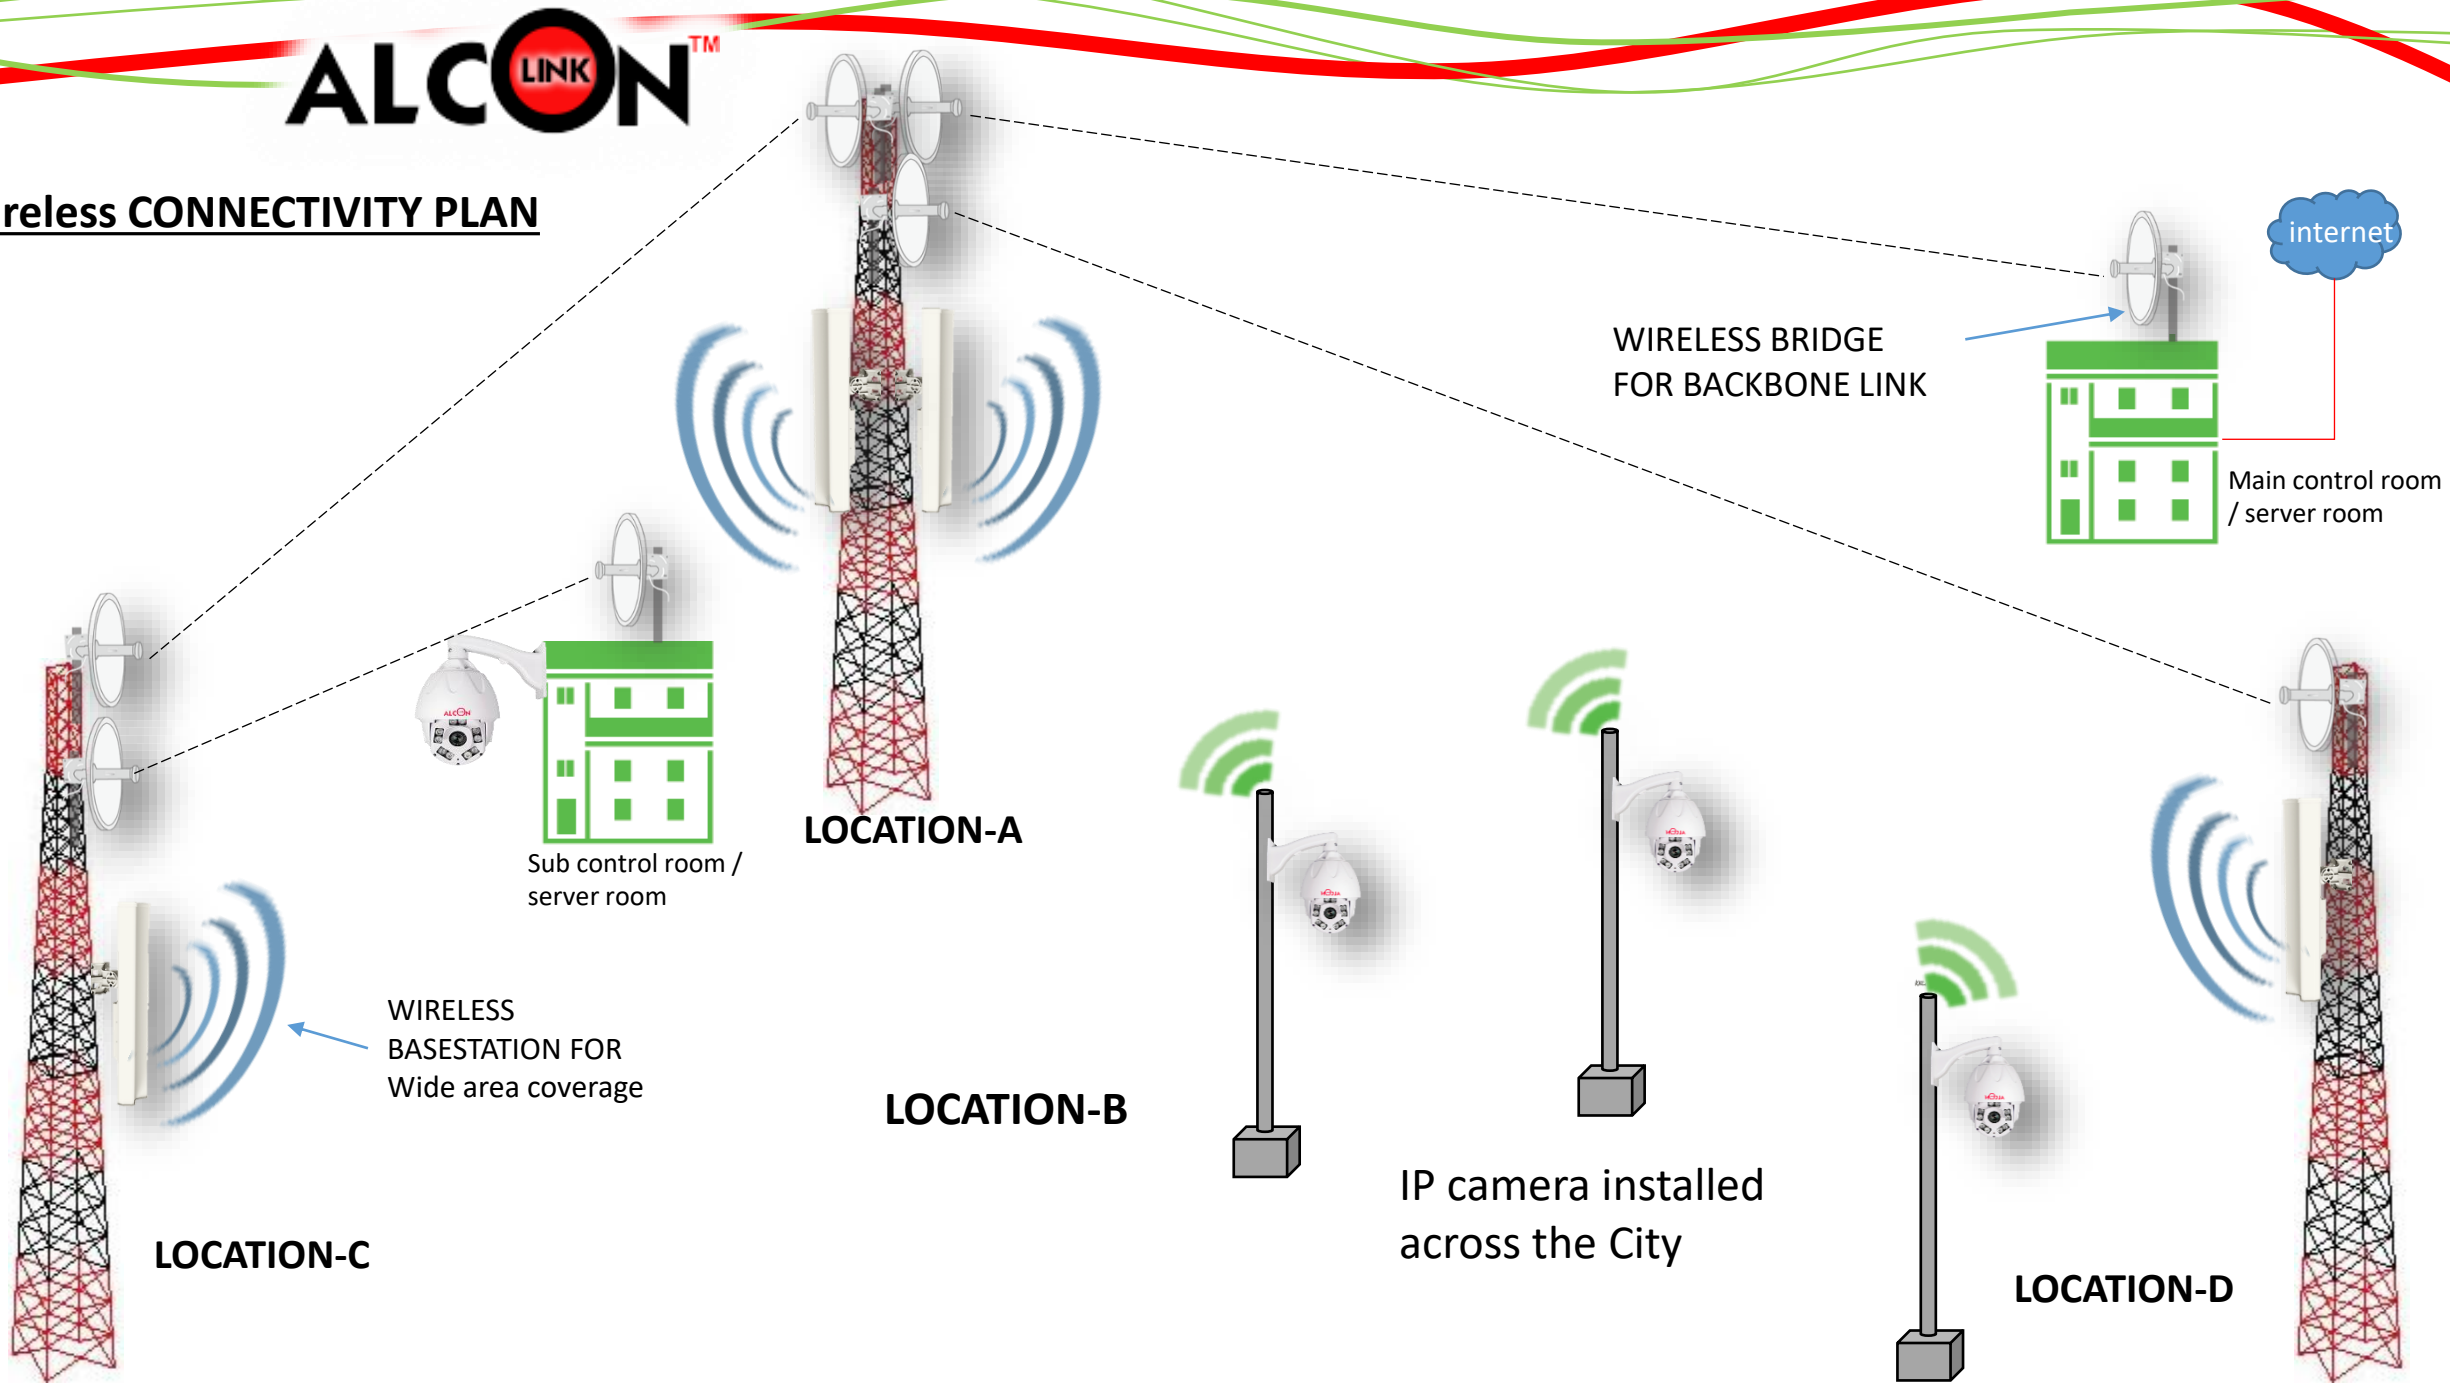 ALCON™
LINK
reless CONNECTIVITY PLAN
internet
WIRELESS BRIDGE
FOR BACKBONE LINK
Main control room
/ server room
ALCON
LOCATION-A
Sub control room /
server room
WIRELESS
BASESTATION FOR
Wide area coverage
LOCATION-B
IP camera installed
across the City
LOCATION-C
LOCATION-D